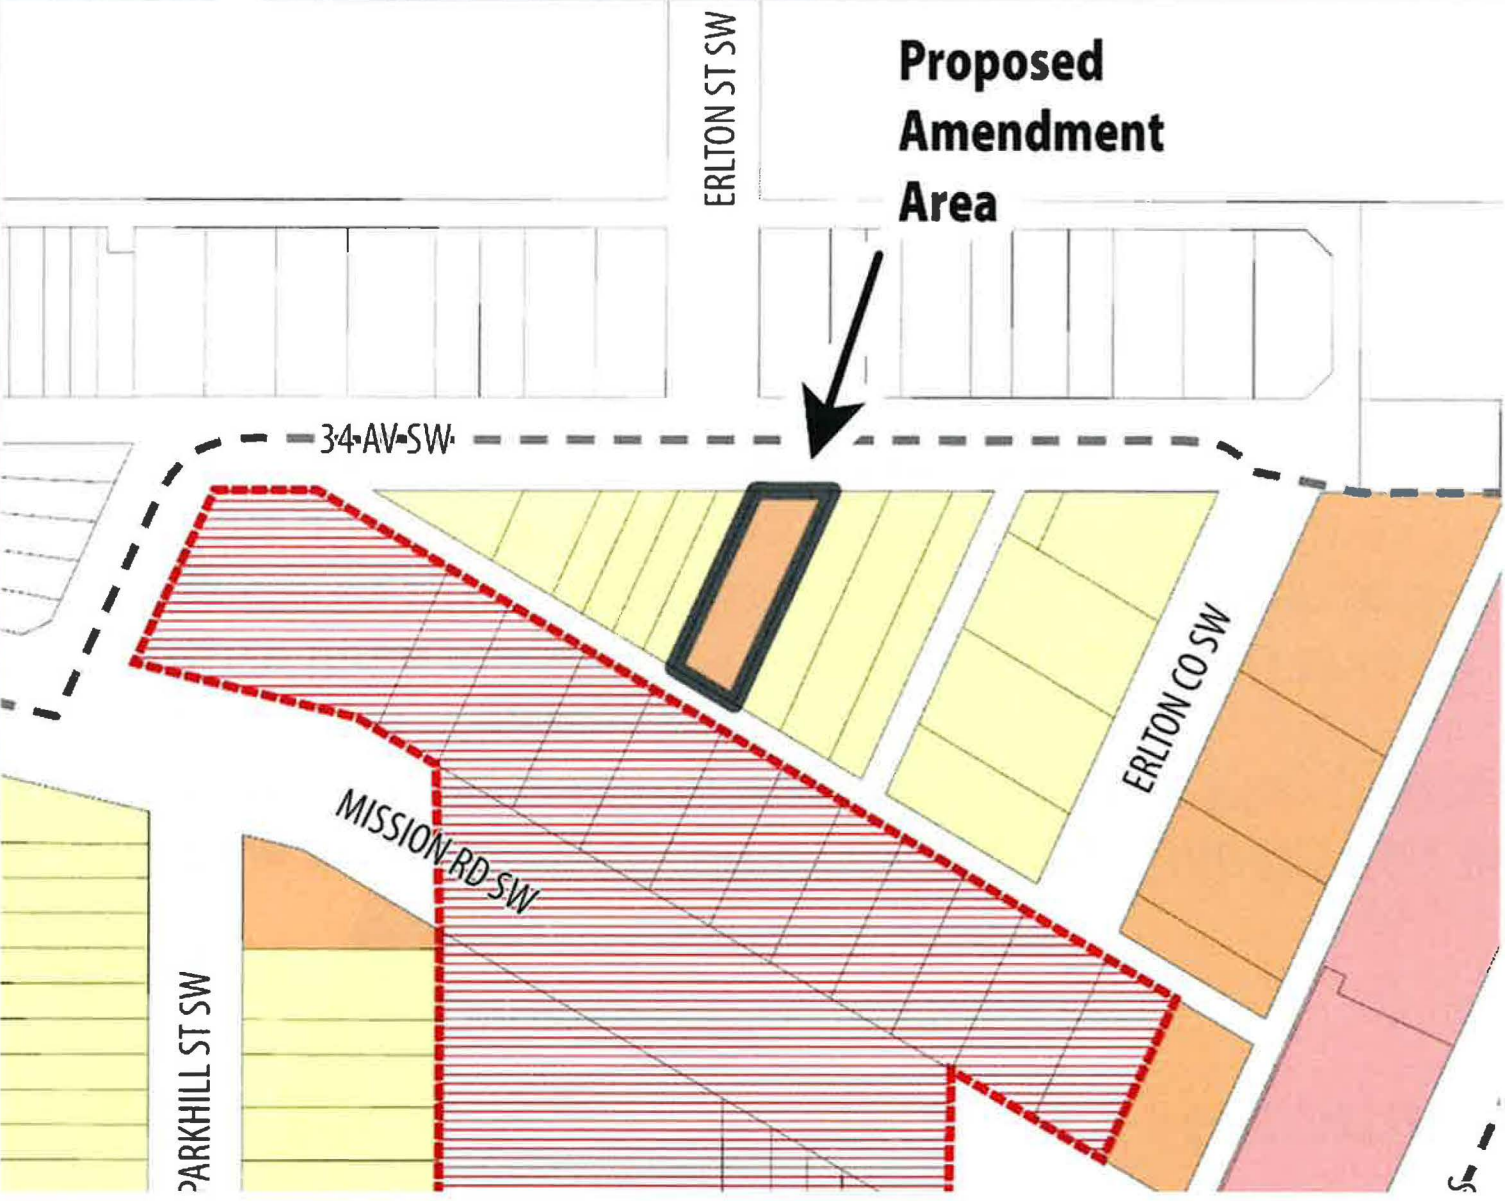 ERLTON ST SW
Proposed
Amendment
Area
34 AV SW
ERLTON CO SW
MISSION RD SW
PARKHILL ST SW
S